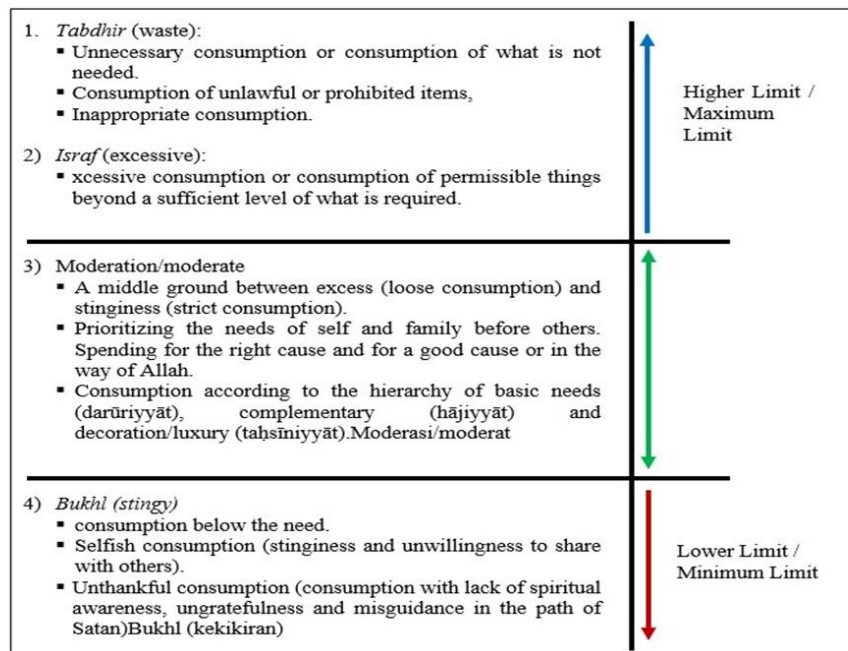 1. Tabdhir (waste):
▪ Unnecessary consumption or consumption of what is not
needed.
▪ Consumption of unlawful or prohibited items,
▪ Inappropriate consumption.
2) Israf (excessive):
▪ xcessive consumption or consumption of permissible things
beyond a sufficient level of what is required.
Higher Limit /
Maximum
Limit
3) Moderation/moderate
▪ A middle ground between excess (loose consumption) and
stinginess (strict consumption).
▪ Prioritizing the needs of self and family before others.
Spending for the right cause and for a good cause or in the
way of Allah.
▪ Consumption according to the hierarchy of basic needs
(darūriyyāt), complementary (hājiyyāt) and
decoration/luxury (taḥsīniyyāt).Moderasi/moderat
4) Bukhl (stingy)
▪ consumption below the need.
▪ Selfish consumption (stinginess and unwillingness to share
with others).
▪ Unthankful consumption (consumption with lack of spiritual
awareness, ungratefulness and misguidance in the path of
Satan)Bukhl (kekikiran)
Lower Limit /
Minimum Limit